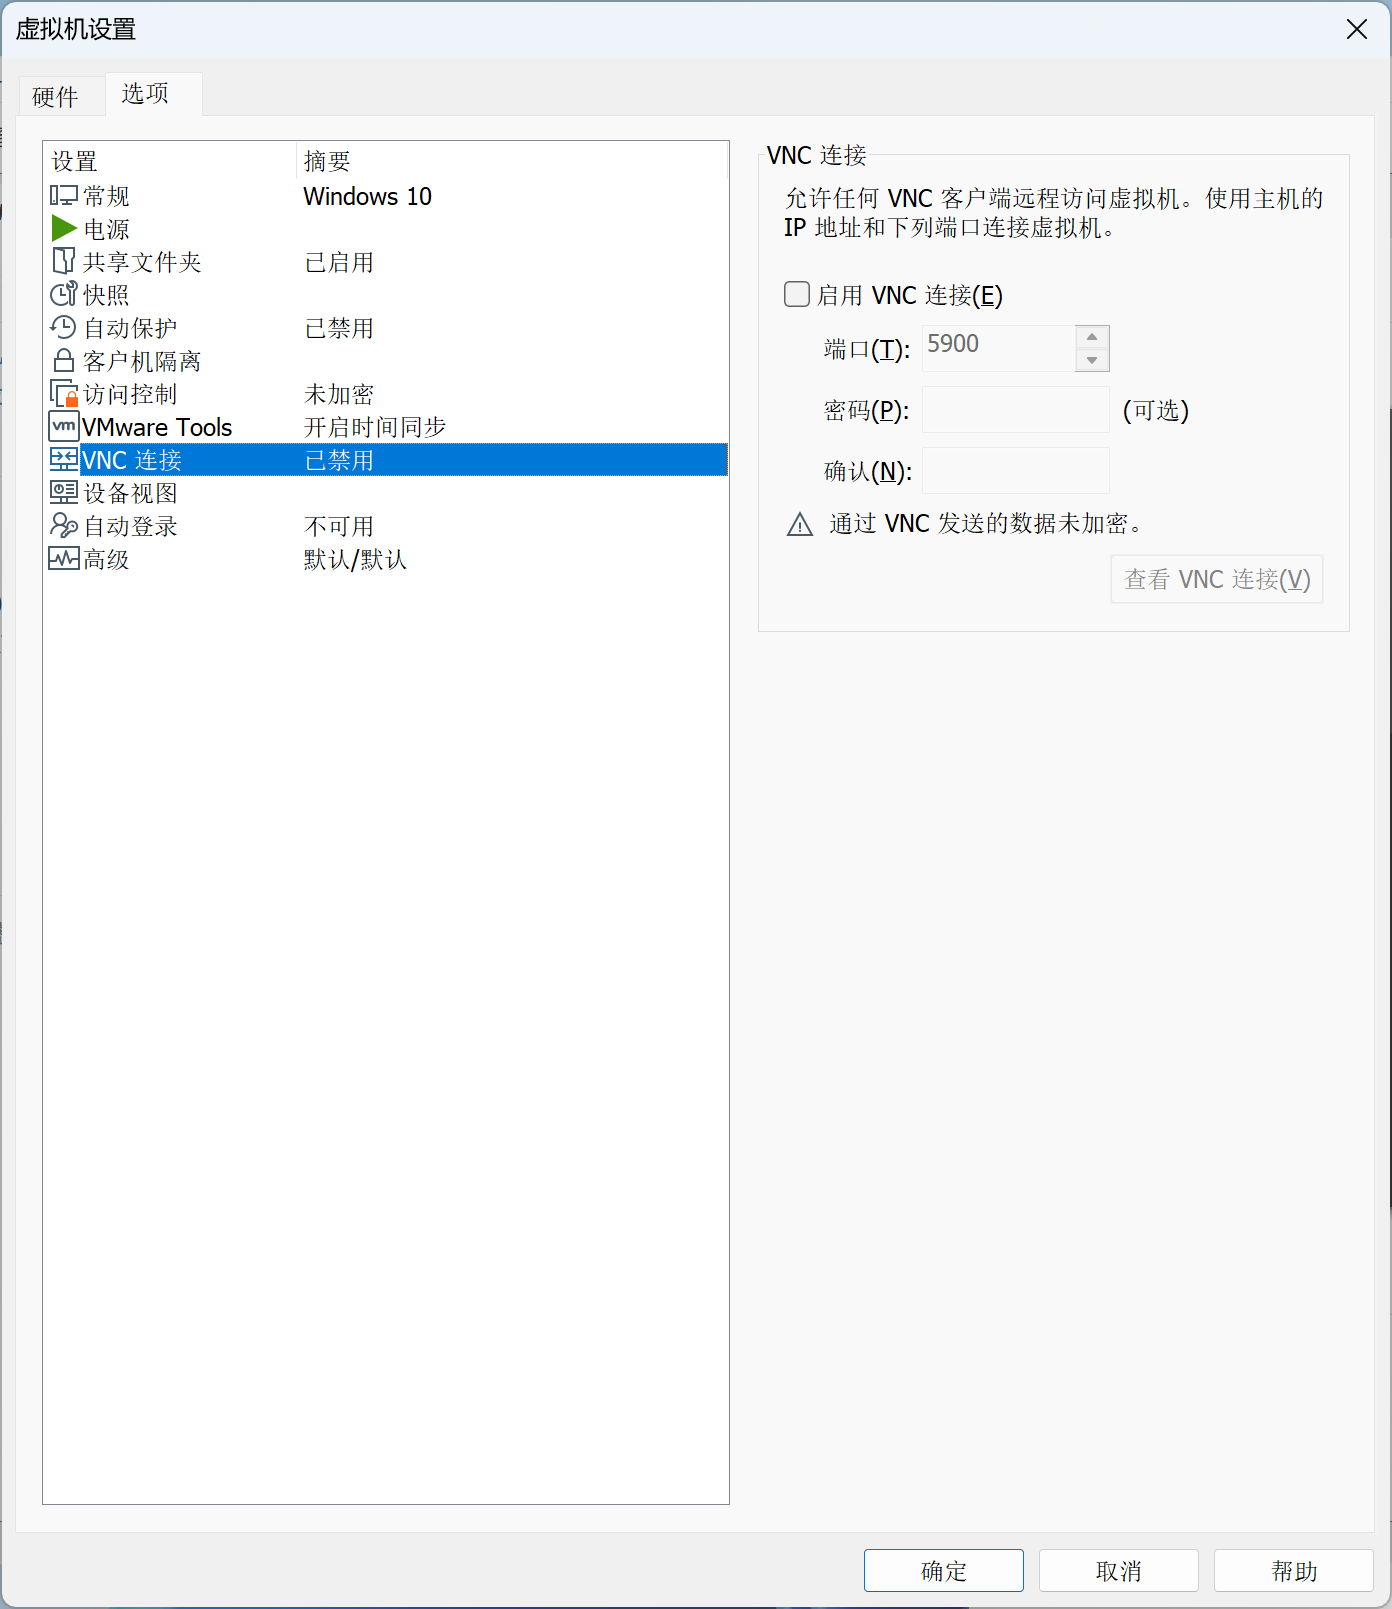 虚拟机设置
硬件 选项
设置 摘要
常规 Windows 10
电源
共享文件夹 已启用
快照
自动保护 已禁用
客户机隔离
访问控制 未加密
vm VMware Tools 开启时间同步
VNC 连接 已禁用
设备视图
自动登录 不可用
高级 默认/默认
VNC 连接
允许任何 VNC 客户端远程访问虚拟机。使用主机的
IP 地址和下列端口连接虚拟机。
启用 VNC 连接(E)
端口(T): 5900
密码(P): (可选)
确认(N):
通过 VNC 发送的数据未加密。
查看 VNC 连接(V)
确定 取消 帮助